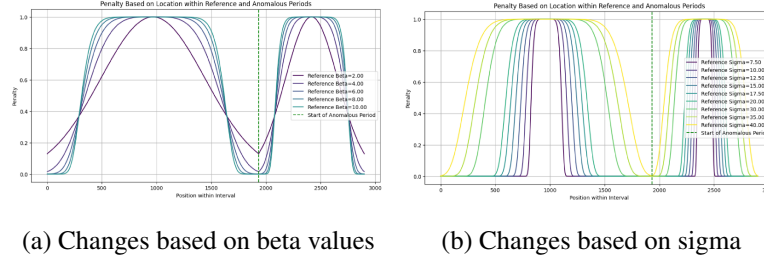 Penalty Based on Location within Reference and Anomalous Periods
1.0
0.8
0.6
0.4
0.2
0.0
Penalty
Reference Beta=2.00
Reference Beta=4.00
Reference Beta=6.00
Reference Beta=8.00
Reference Beta=10.00
Start of Anomalous Period
0
500
1000
1500
2000
2500
3000
Position within Interval
(a) Changes based on beta values
Penalty Based on Location within Reference and Anomalous Periods
1.0
0.8
0.6
0.4
0.2
0.0
Penalty
Reference Sigma=7.50
Reference Sigma=10.00
Reference Sigma=12.50
Reference Sigma=15.00
Reference Sigma=17.50
Reference Sigma=20.00
Reference Sigma=30.00
Reference Sigma=35.00
Reference Sigma=40.00
Start of Anomalous Period
0
500
1000
1500
2000
2500
Position within Interval
(b) Changes based on sigma